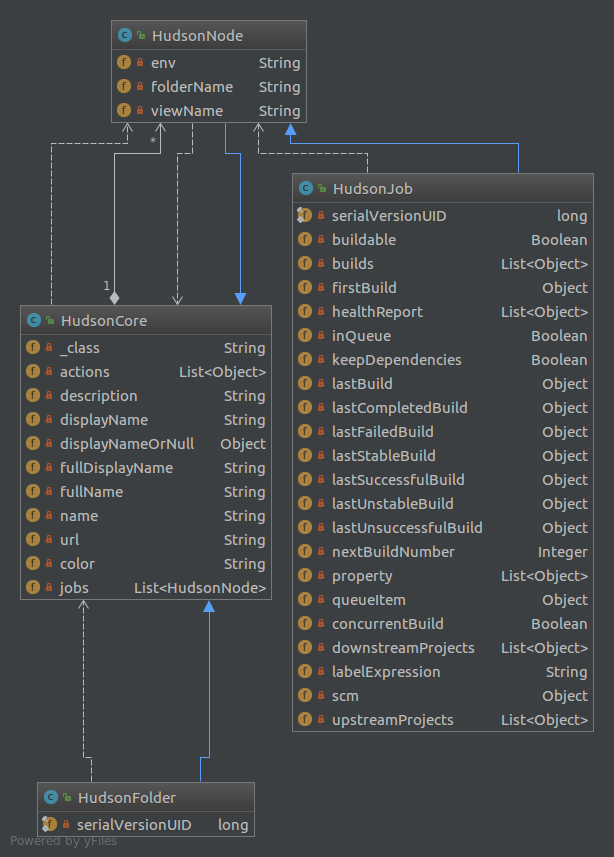 HudsonNode
env String
folderName String
viewName String
*
HudsonJob
serialVersionUID long
buildable Boolean
builds List<Object>
firstBuild Object
healthReport List<Object>
inQueue Boolean
keepDependencies Boolean
lastBuild Object
lastCompletedBuild Object
lastFailedBuild Object
lastStableBuild Object
lastSuccessfulBuild Object
lastUnstableBuild Object
lastUnsuccessfulBuild Object
nextBuildNumber Integer
property List<Object>
queueItem Object
concurrentBuild Boolean
downstreamProjects List<Object>
labelExpression String
scm Object
upstreamProjects List<Object>
1
HudsonCore
_class String
actions List<Object>
description String
displayName String
displayNameOrNull Object
fullDisplayName String
fullName String
name String
url String
color String
jobs List<HudsonNode>
HudsonFolder
serialVersionUID long
Powered by yFiles